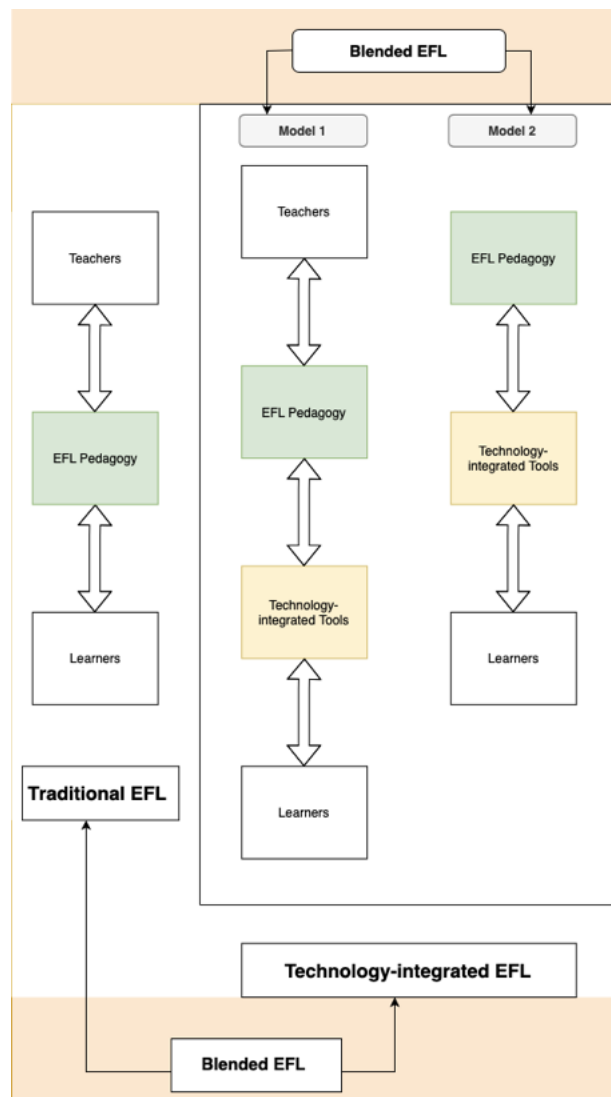 Blended EFL
Model 1
Model 2
Teachers
EFL Pedagogy
Learners
Teachers
EFL Pedagogy
Technology-
integrated Tools
Learners
EFL Pedagogy
Technology-
integrated Tools
Learners
Traditional EFL
Technology-integrated EFL
Blended EFL